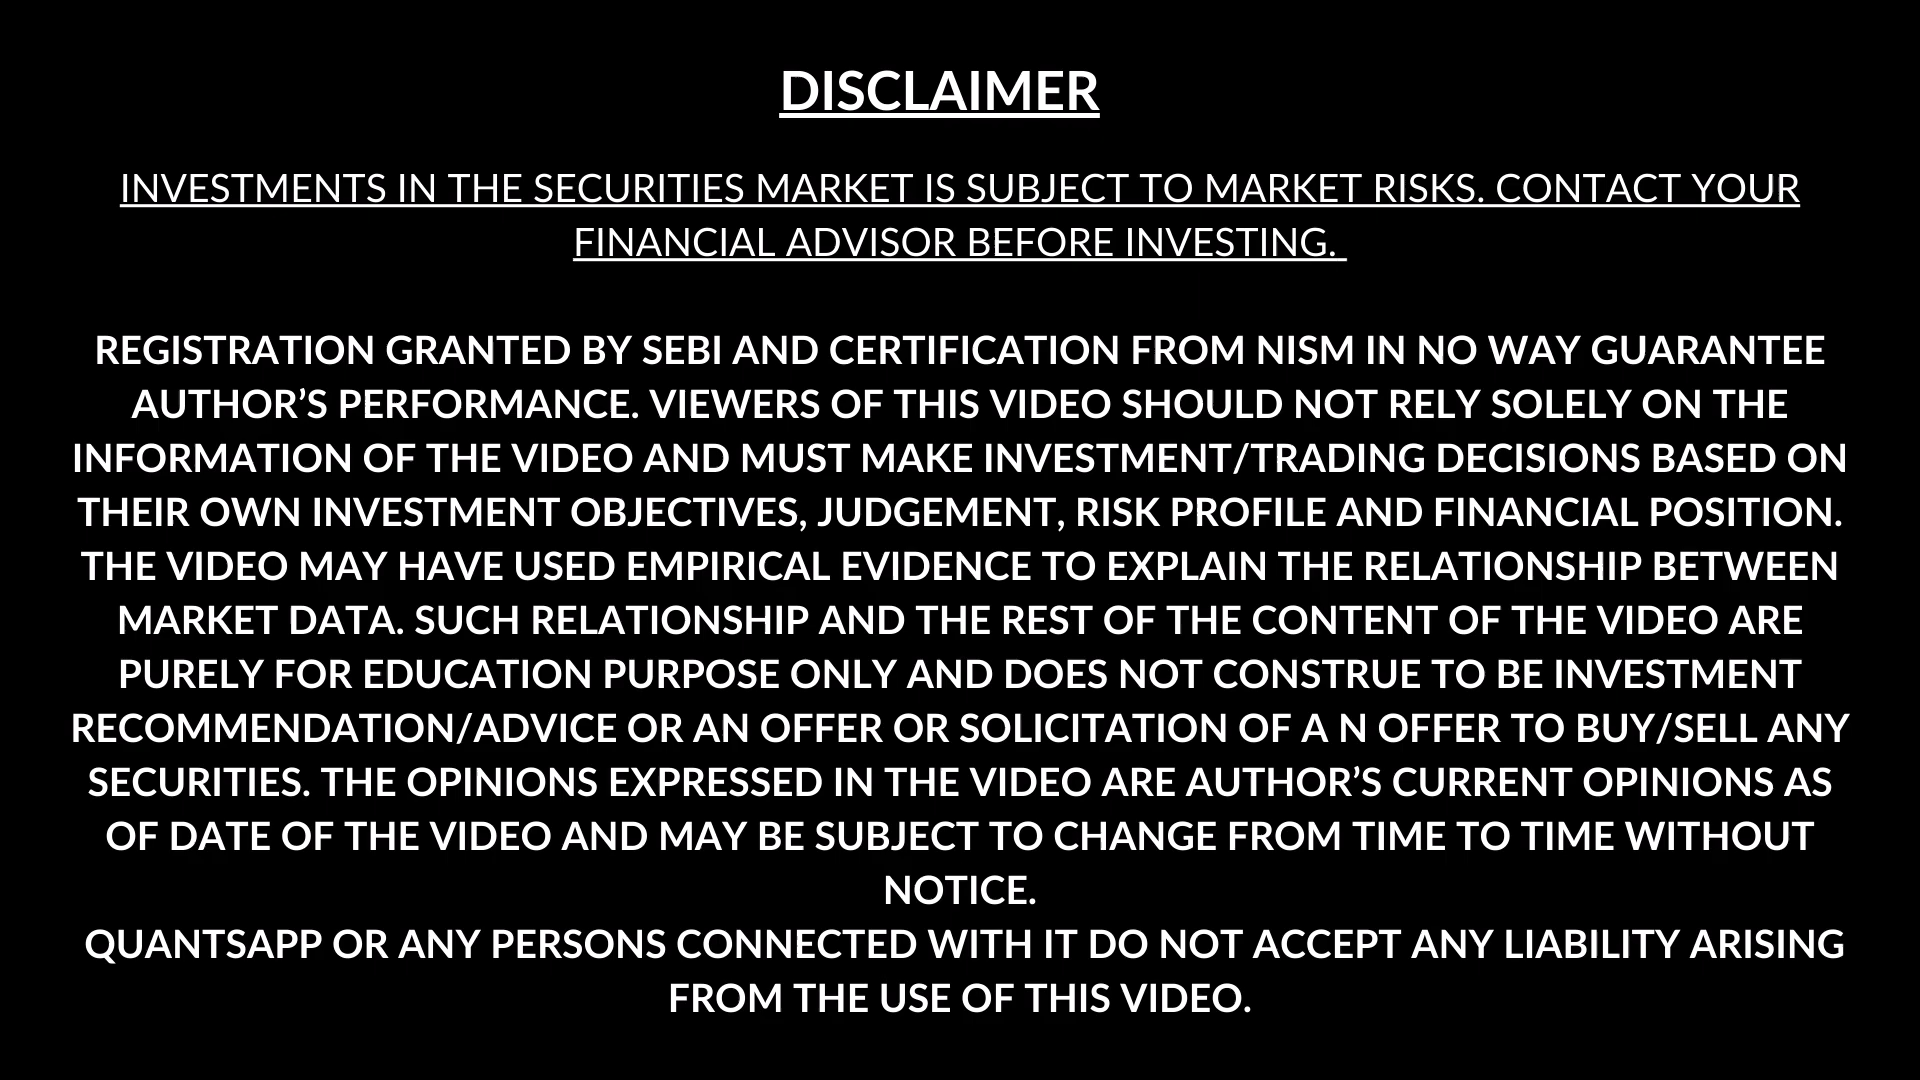 DISCLAIMER
INVESTMENTS IN THE SECURITIES MARKET IS SUBJECT TO MARKET RISKS. CONTACT YOUR
FINANCIAL ADVISOR BEFORE INVESTING.
REGISTRATION GRANTED BY SEBI AND CERTIFICATION FROM NISM IN NO WAY GUARANTEE
AUTHOR’S PERFORMANCE. VIEWERS OF THIS VIDEO SHOULD NOT RELY SOLELY ON THE
INFORMATION OF THE VIDEO AND MUST MAKE INVESTMENT/TRADING DECISIONS BASED ON
THEIR OWN INVESTMENT OBJECTIVES, JUDGEMENT, RISK PROFILE AND FINANCIAL POSITION.
THE VIDEO MAY HAVE USED EMPIRICAL EVIDENCE TO EXPLAIN THE RELATIONSHIP BETWEEN
MARKET DATA. SUCH RELATIONSHIP AND THE REST OF THE CONTENT OF THE VIDEO ARE
PURELY FOR EDUCATION PURPOSE ONLY AND DOES NOT CONSTRUE TO BE INVESTMENT
RECOMMENDATION/ADVICE OR AN OFFER OR SOLICITATION OF A N OFFER TO BUY/SELL ANY
SECURITIES. THE OPINIONS EXPRESSED IN THE VIDEO ARE AUTHOR’S CURRENT OPINIONS AS
OF DATE OF THE VIDEO AND MAY BE SUBJECT TO CHANGE FROM TIME TO TIME WITHOUT
NOTICE.
QUANTSAPP OR ANY PERSONS CONNECTED WITH IT DO NOT ACCEPT ANY LIABILITY ARISING
FROM THE USE OF THIS VIDEO.